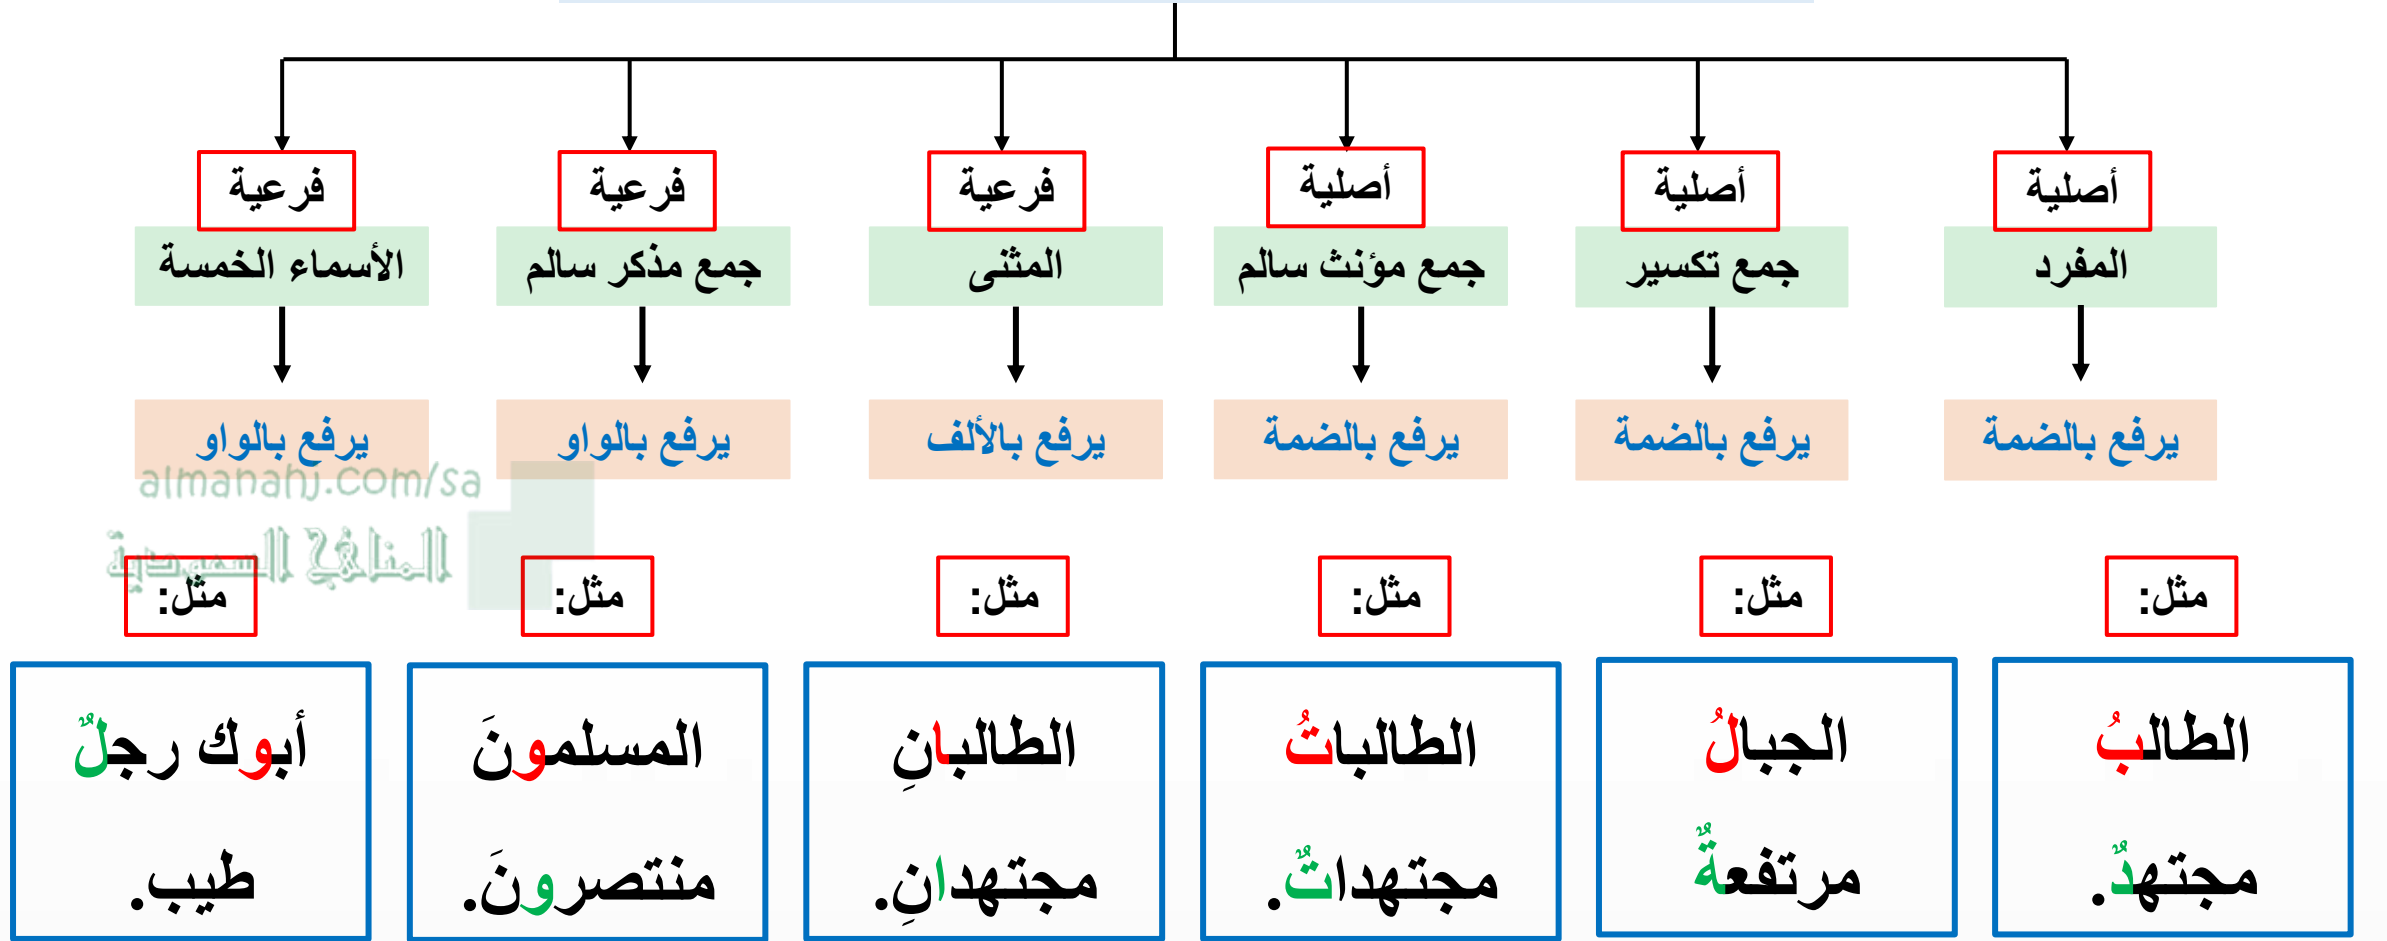 أصلية
أصلية
أصلية
فرعية
فرعية
فرعية
المفرد
جمع تكسير
جمع مؤنث سالم
المثنى
جمع مذكر سالم
الأسماء الخمسة
يرفع بالضمة
يرفع بالضمة
يرفع بالضمة
يرفع بالألف
يرفع بالواو
يرفع بالواو
almanahj.com/sa
المناهج السعودية
مثل:
مثل:
مثل:
مثل:
مثل:
مثل:
الطالبُ
مجتهدٌ.
الجبالُ
مرتفعةٌ
الطالباتُ
مجتهداتٌ.
الطالبانِ
مجتهدانِ.
المسلمونَ
منتصرونَ.
أبوك رجلٌ
طيب.